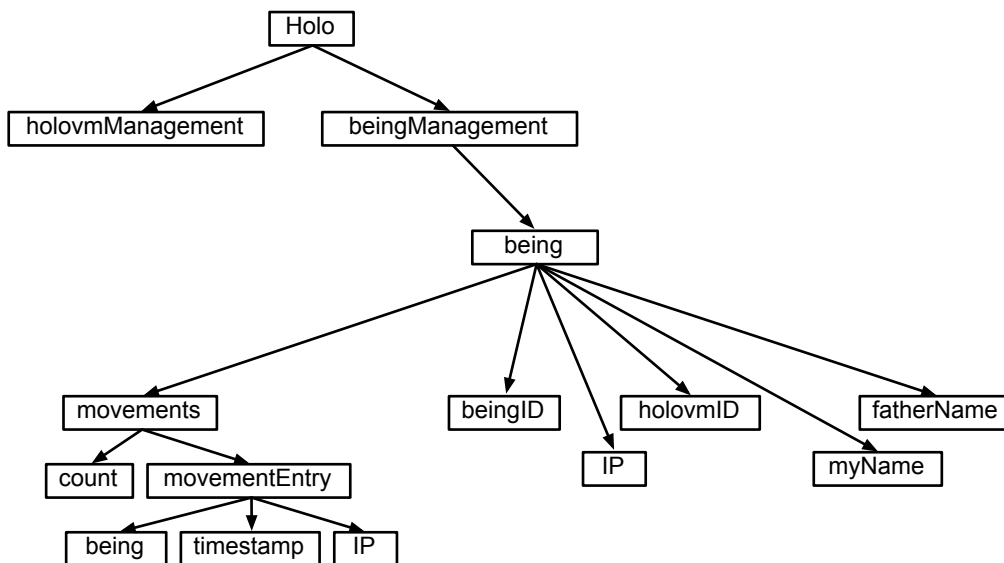 Holo
holovmManagement
beingManagement
being
movements
beingID
holovmID
fatherName
count
movementEntry
IP
myName
being
timestamp
IP